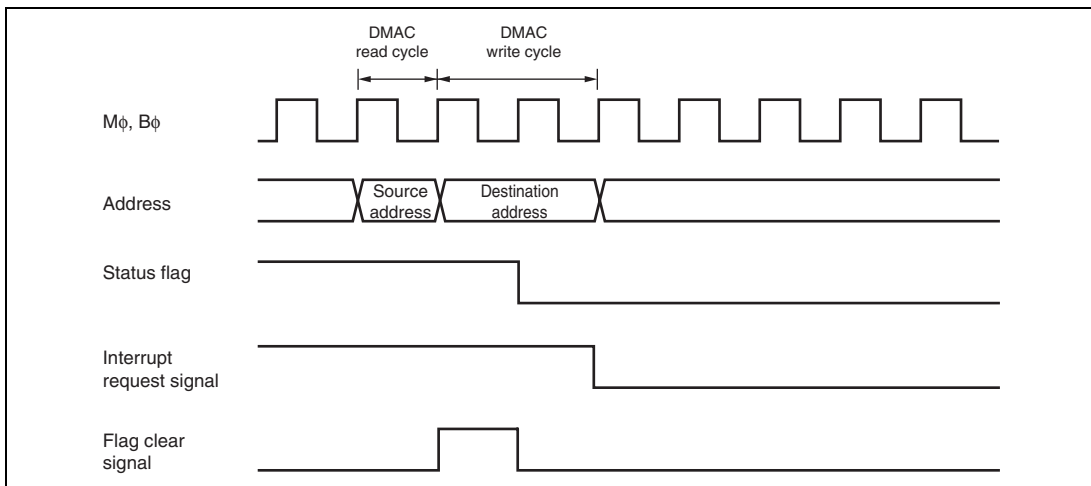 DMAC
read cycle
DMAC
write cycle
Mϕ, Bϕ
Address
Source
address
Destination
address
Status flag
Interrupt
request signal
Flag clear
signal